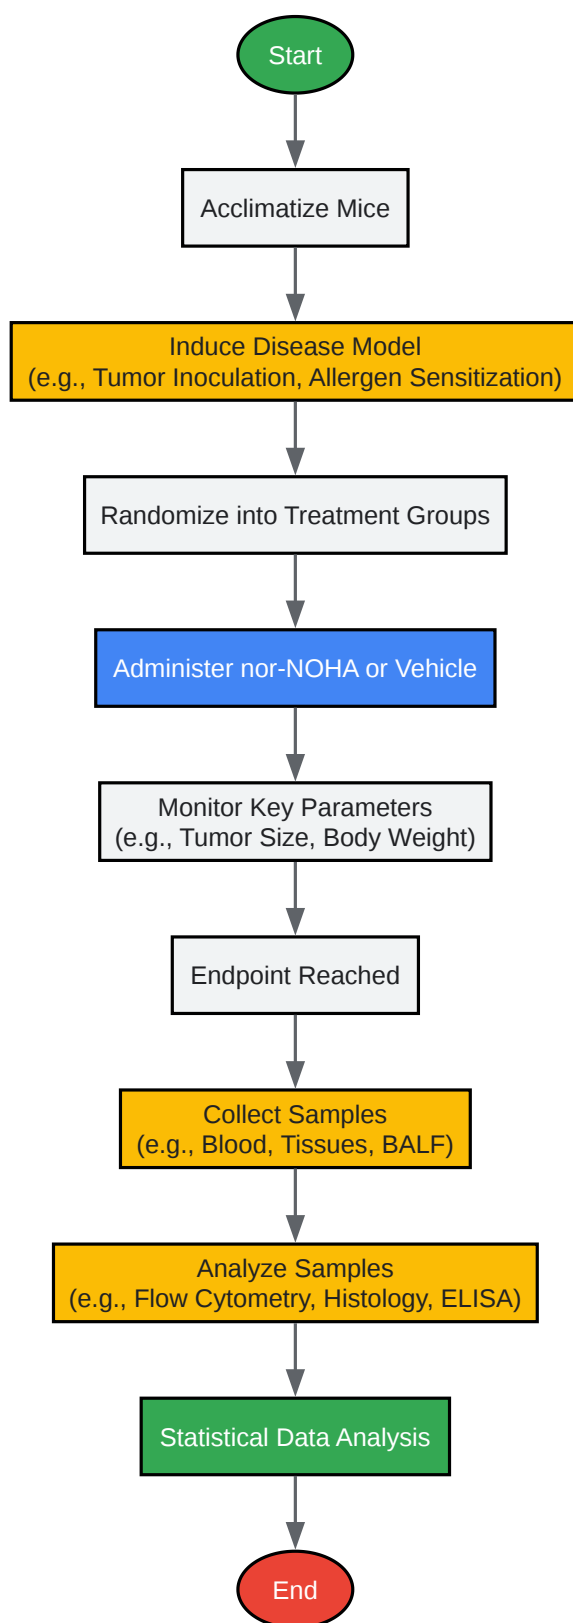 Start
Acclimatize Mice
Induce Disease Model
(e.g., Tumor Inoculation, Allergen Sensitization)
Randomize into Treatment Groups
Administer nor-NOHA or Vehicle
Monitor Key Parameters
(e.g., Tumor Size, Body Weight)
Endpoint Reached
Collect Samples
(e.g., Blood, Tissues, BALF)
Analyze Samples
(e.g., Flow Cytometry, Histology, ELISA)
Statistical Data Analysis
End